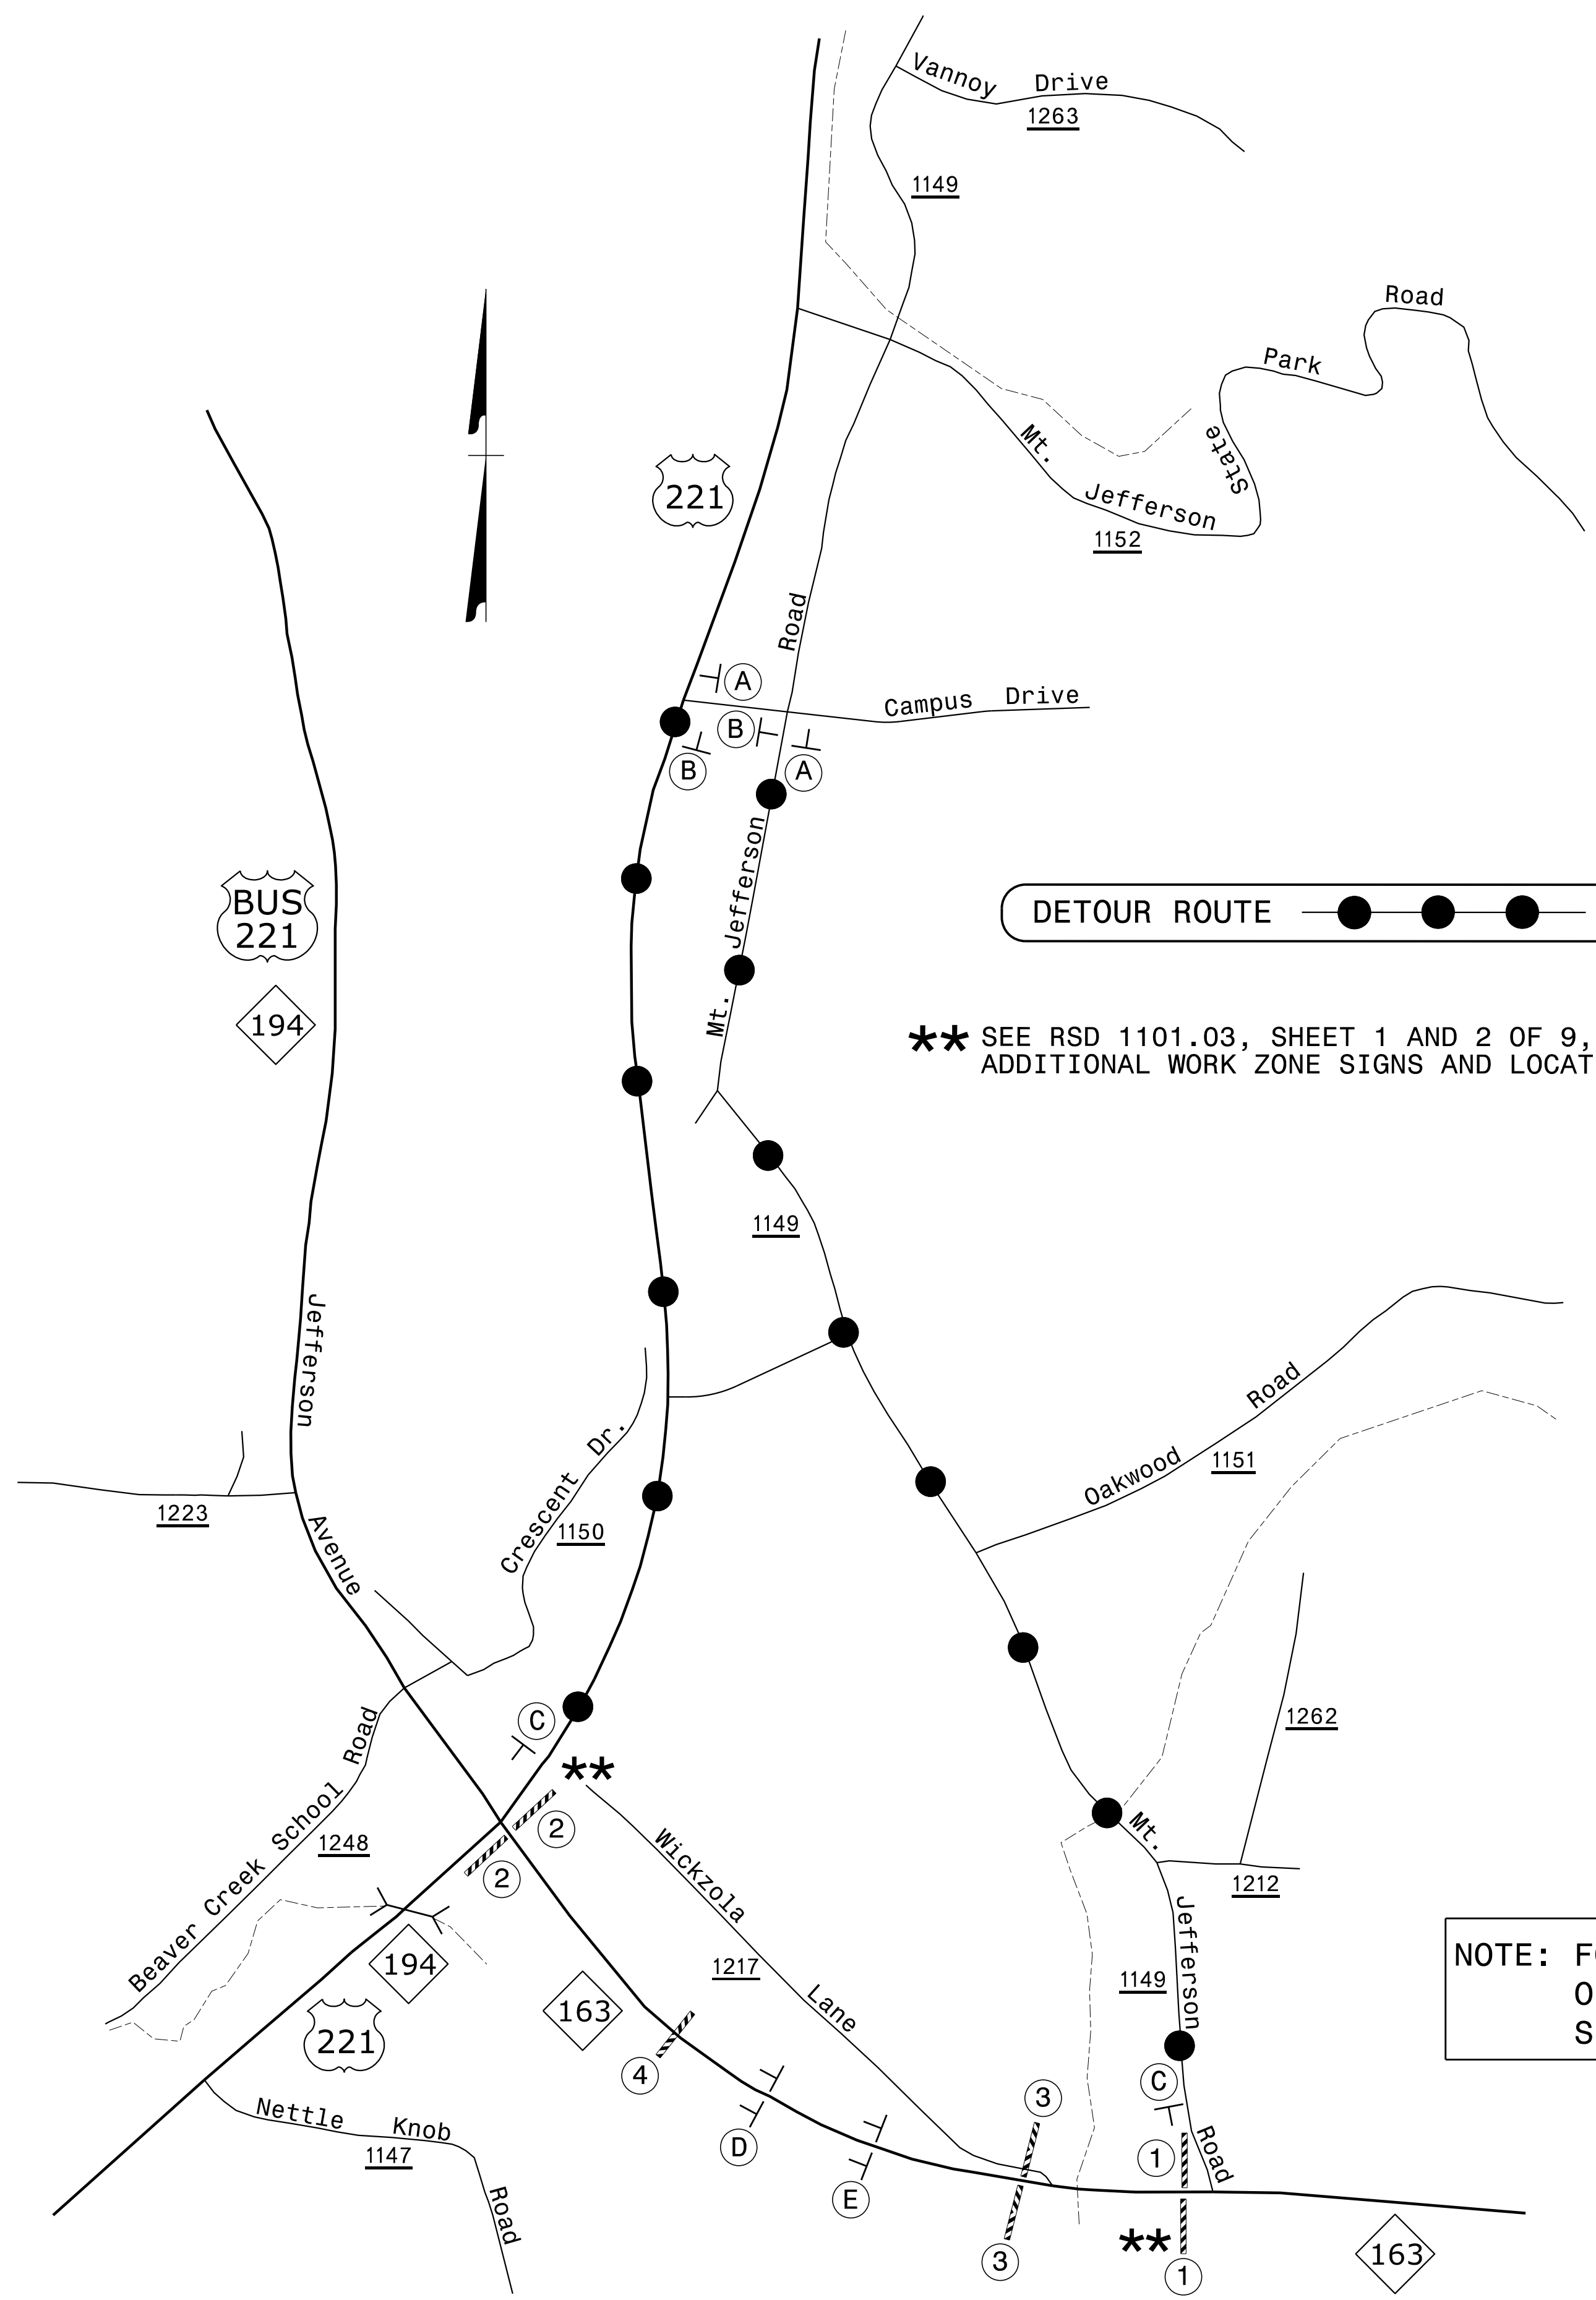 Vannoy Drive
1263
1149
Road
Park
State
Mt.
Jefferson
1152
221
Road
A
Campus Drive
B
B
A
Jefferson
Mt.
BUS
221
194
DETOUR ROUTE
** SEE RSD 1101.03, SHEET 1 AND 2 OF 9,
ADDITIONAL WORK ZONE SIGNS AND LOCAT
1149
Jefferson
Avenue
1223
Crescent Dr.
1150
Oakwood Road
1151
C
**
2
2
Beaver Creek School Road
1248
194
221
163
Wickzola Lane
1217
1262
1212
Mt.
Jefferson
1149
Road
NOTE: F
O
S
4
D
E
3
3
C
1
1
**
163
Nettle Knob
Road
1147